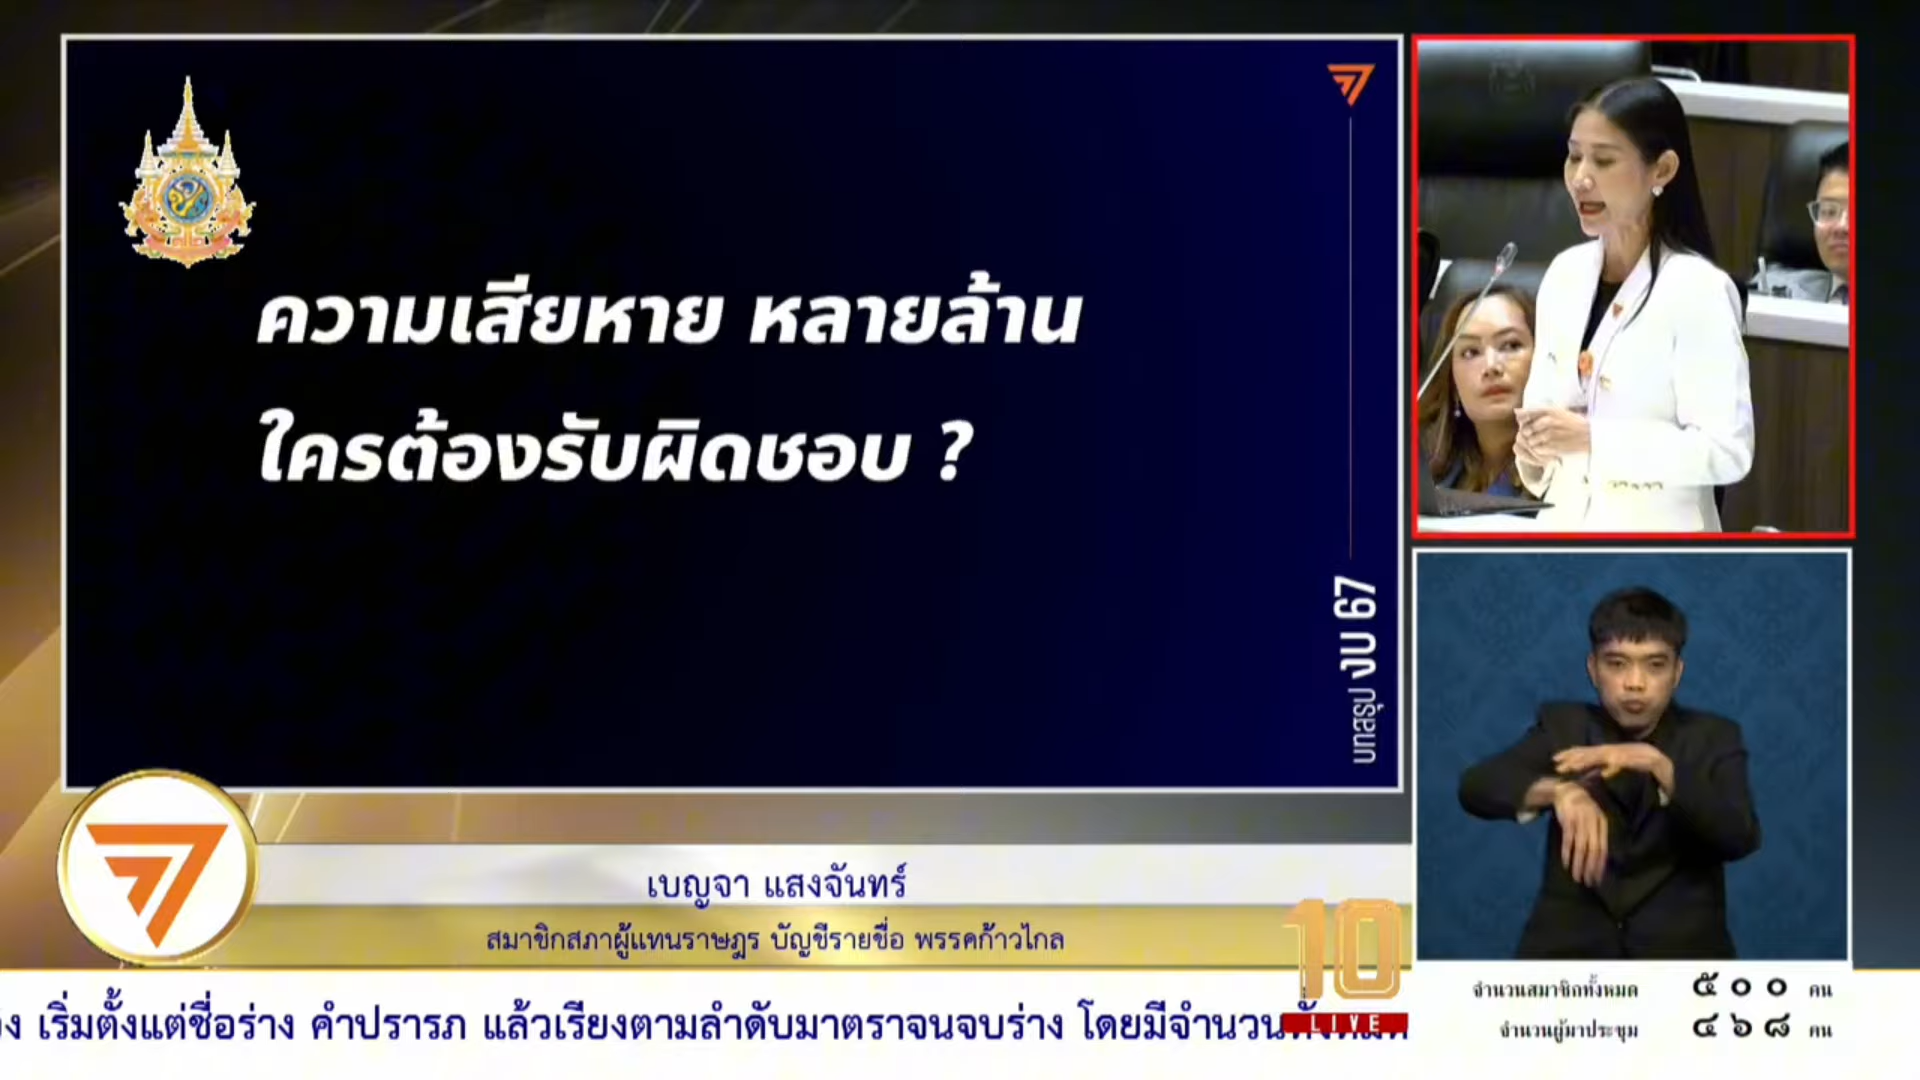 ความเสียหาย หลายล้าน
ใครต้องรับผิดชอบ ?
บทสรุป งบ 67
เบญจา แสงจันทร์
สมาชิกสภาผู้แทนราษฎร บัญชีรายชื่อ พรรคก้าวไกล
10
LIVE
เริ่มตั้งแต่ชื่อร่าง คำปรารภ แล้วเรียงตามลำดับมาตราจนจบร่าง โดยมีจำนวนทั้งหมด
จำนวนสมาชิกทั้งหมด ๕๐๐ คน
จำนวนผู้มาประชุม ๔๖๘ คน